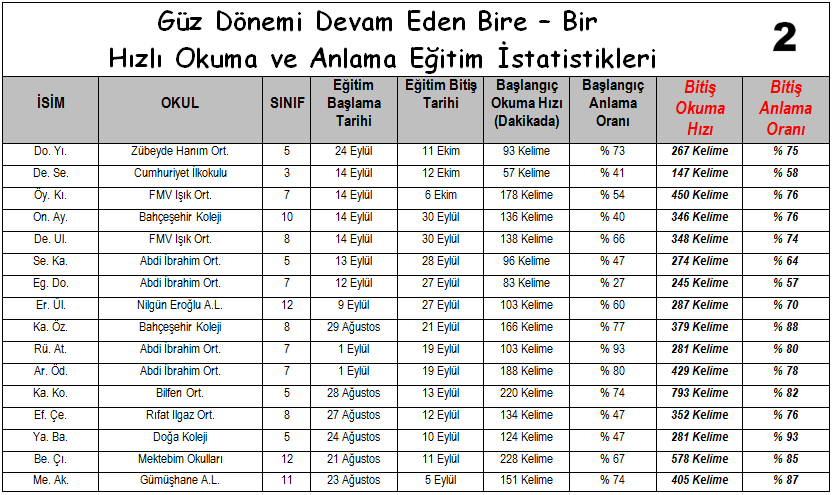 Güz Dönemi Devam Eden Bire – Bir
Hızlı Okuma ve Anlama Eğitim İstatistikleri
2
İSİM OKUL SINIF Eğitim Başlama Tarihi Eğitim Bitiş Tarihi Başlangıç Okuma Hızı (Dakikada) Başlangıç Anlama Oranı Bitiş Okuma Hızı Bitiş Anlama Oranı
Do. Yı. Zübeyde Hanım Ort. 5 24 Eylül 11 Ekim 93 Kelime % 73 267 Kelime % 75
De. Se. Cumhuriyet İlkokulu 3 14 Eylül 12 Ekim 57 Kelime % 41 147 Kelime % 58
Öy. Kı. FMV Işık Ort. 7 14 Eylül 6 Ekim 178 Kelime % 54 450 Kelime % 76
On. Ay. Bahçeşehir Koleji 10 14 Eylül 30 Eylül 136 Kelime % 40 346 Kelime % 76
De. Ul. FMV Işık Ort. 8 14 Eylül 30 Eylül 138 Kelime % 66 348 Kelime % 74
Se. Ka. Abdi İbrahim Ort. 5 13 Eylül 28 Eylül 96 Kelime % 47 274 Kelime % 64
Eg. Do. Abdi İbrahim Ort. 7 12 Eylül 27 Eylül 83 Kelime % 27 245 Kelime % 57
Er. Ül. Nilgün Eroğlu A.L. 12 9 Eylül 27 Eylül 103 Kelime % 60 287 Kelime % 70
Ka. Öz. Bahçeşehir Koleji 8 29 Ağustos 21 Eylül 166 Kelime % 77 379 Kelime % 88
Rü. At. Abdi İbrahim Ort. 7 1 Eylül 19 Eylül 103 Kelime % 93 281 Kelime % 80
Ar. Öd. Abdi İbrahim Ort. 7 1 Eylül 19 Eylül 188 Kelime % 80 429 Kelime % 78
Ka. Ko. Bilfen Ort. 5 28 Ağustos 13 Eylül 220 Kelime % 74 793 Kelime % 82
Ef. Çe. Rıfat Ilgaz Ort. 8 27 Ağustos 12 Eylül 134 Kelime % 47 352 Kelime % 76
Ya. Ba. Doğa Koleji 5 24 Ağustos 10 Eylül 124 Kelime % 47 281 Kelime % 93
Be. Çı. Mektebim Okulları 12 21 Ağustos 11 Eylül 228 Kelime % 67 578 Kelime % 85
Me. Ak. Gümüşhane A.L. 11 23 Ağustos 5 Eylül 151 Kelime % 74 405 Kelime % 87